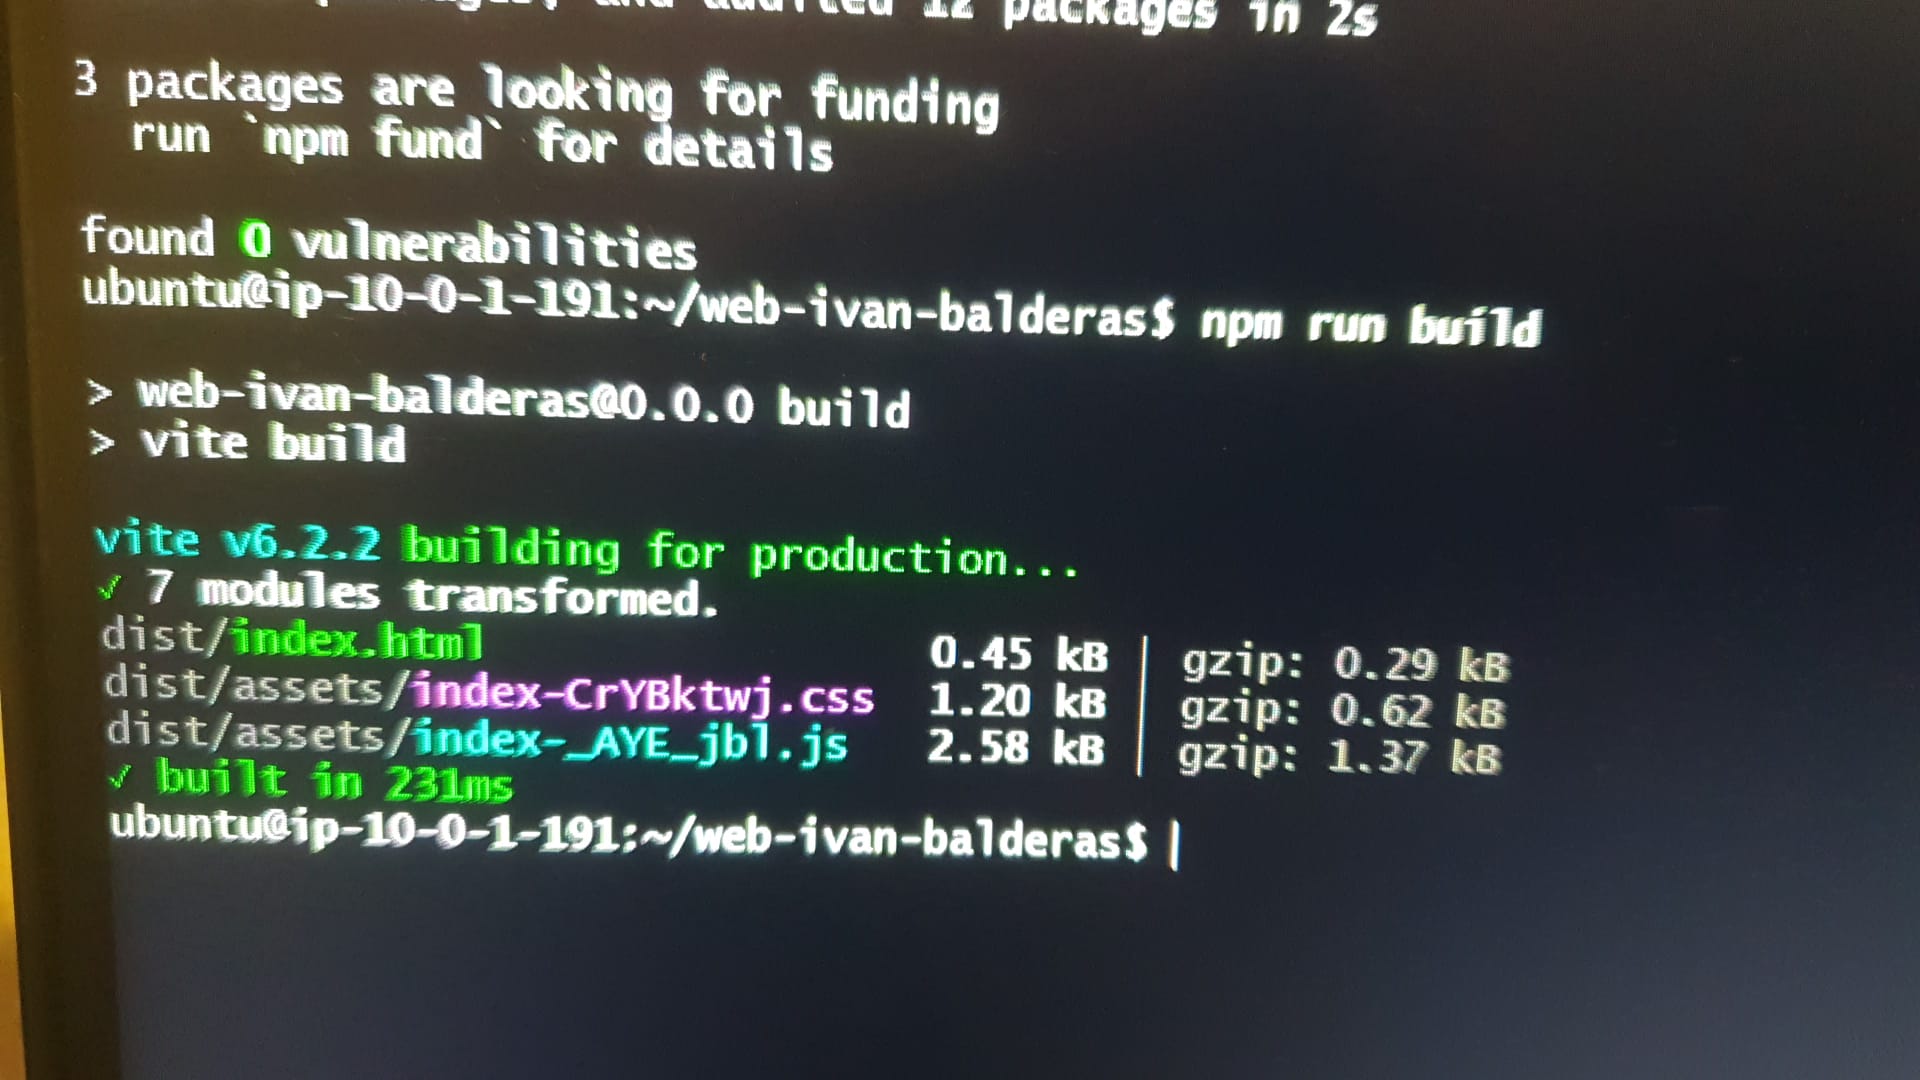 and audited 12 packages in 2s
3 packages are looking for funding
run `npm fund` for details
found 0 vulnerabilities
ubuntu@ip-10-0-1-191:~/web-ivan-balderas$ npm run build
> web-ivan-balderas@0.0.0 build
> vite build
vite v6.2.2 building for production...
✓ 7 modules transformed.
dist/index.html 0.45 kB │ gzip: 0.29 kB
dist/assets/index-CrYBktwj.css 1.20 kB │ gzip: 0.62 kB
dist/assets/index-_AYE_jbl.js 2.58 kB │ gzip: 1.37 kB
✓ built in 231ms
ubuntu@ip-10-0-1-191:~/web-ivan-balderas$